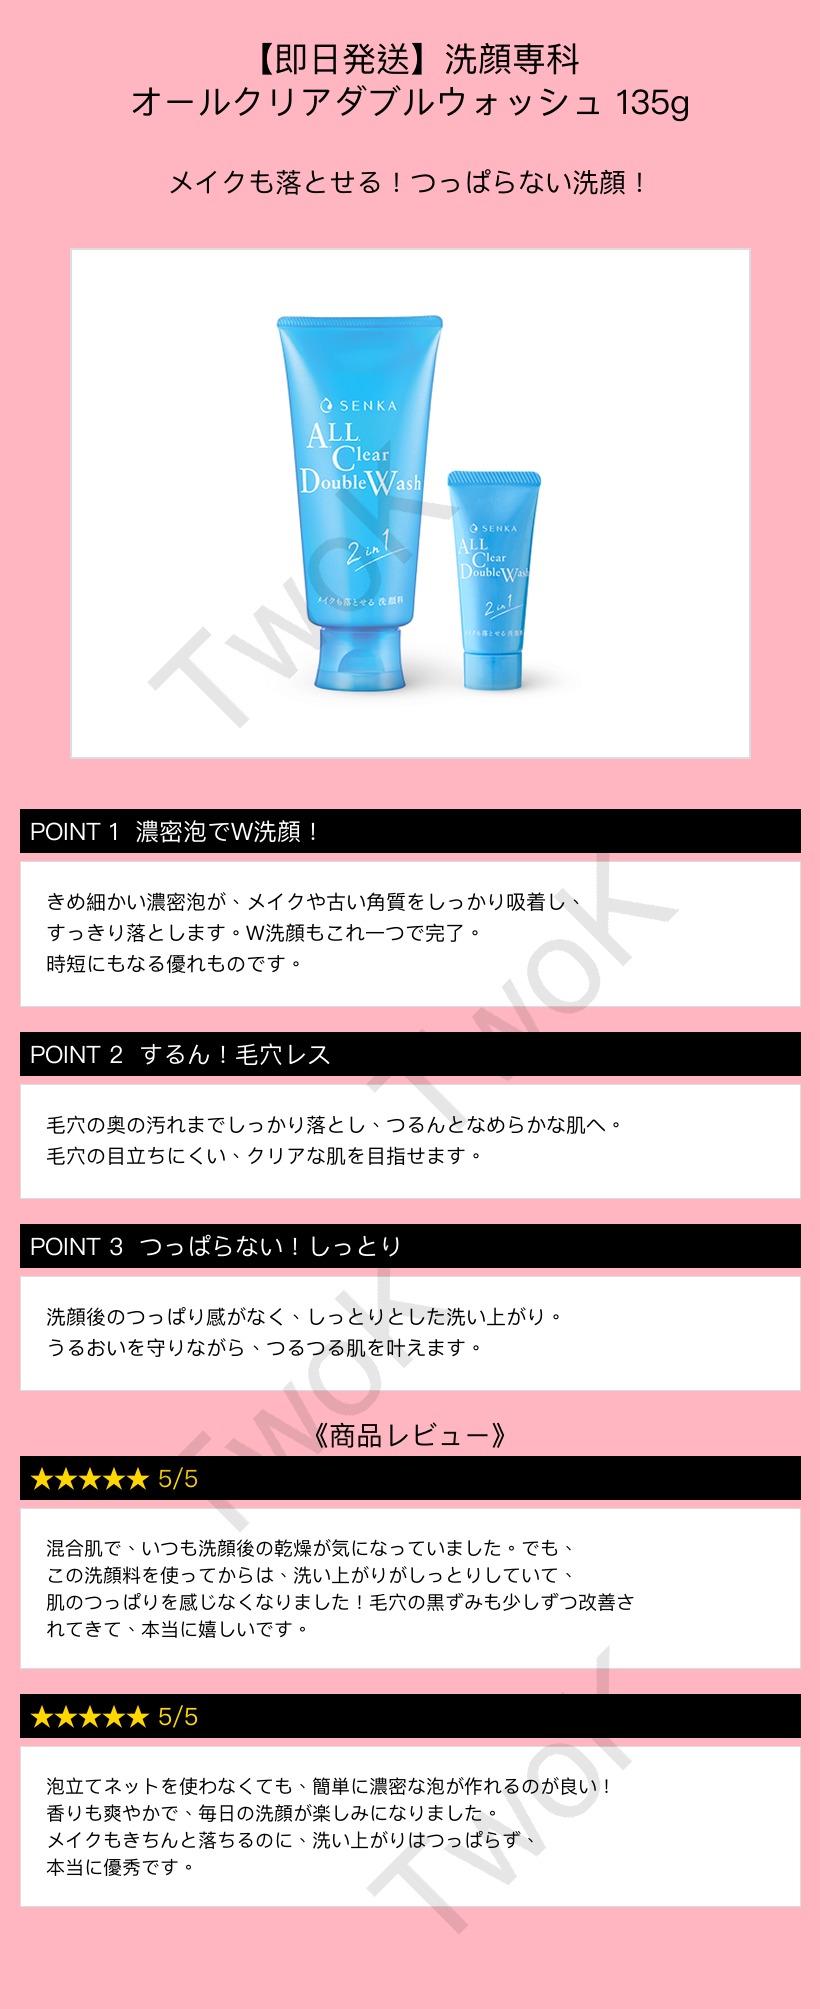 【即日発送】洗顔専科
オールクリアダブルウォッシュ 135g
メイクも落とせる！つっぱらない洗顔！
SENKA
ALL
Clear
DoubleWash
2 in 1
メイクも落とせる 洗顔料
SENKA
ALL
Clear
DoubleWash
2 in 1
メイクも落とせる 洗顔料
TwoK
POINT 1 濃密泡でW洗顔！
きめ細かい濃密泡が、メイクや古い角質をしっかり吸着し、
すっきり落とします。W洗顔もこれ一つで完了。
時短にもなる優れものです。
TwoK
POINT 2 するん！毛穴レス
毛穴の奥の汚れまでしっかり落とし、つるんとなめらかな肌へ。
毛穴の目立ちにくい、クリアな肌を目指せます。
POINT 3 つっぱらない！しっとり
洗顔後のつっぱり感がなく、しっとりとした洗い上がり。
うるおいを守りながら、つるつる肌を叶えます。
TwoK
《商品レビュー》
★★★★★ 5/5
混合肌で、いつも洗顔後の乾燥が気になっていました。でも、
この洗顔料を使ってからは、洗い上がりがしっとりしていて、
肌のつっぱりを感じなくなりました！毛穴の黒ずみも少しずつ改善さ
れてきて、本当に嬉しいです。
★★★★★ 5/5
泡立てネットを使わなくても、簡単に濃密な泡が作れるのが良い！
香りも爽やかで、毎日の洗顔が楽しみになりました。
メイクもきちんと落ちるのに、洗い上がりはつっぱらず、
本当に優秀です。
TwoK